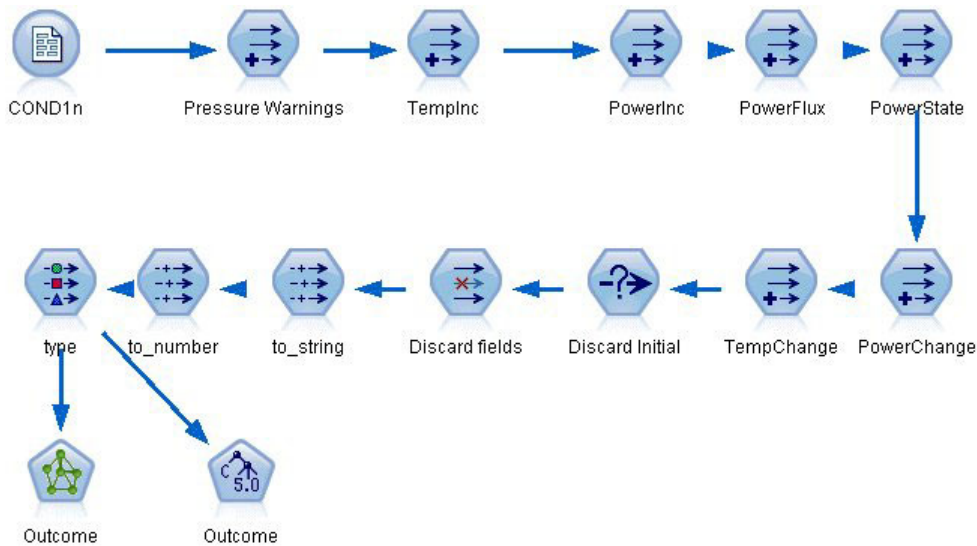 COND1n
Pressure Warnings
TempInc
PowerInc
PowerFlux
PowerState
type
to_number
to_string
Discard fields
Discard Initial
TempChange
PowerChange
C 5.0
Outcome
Outcome